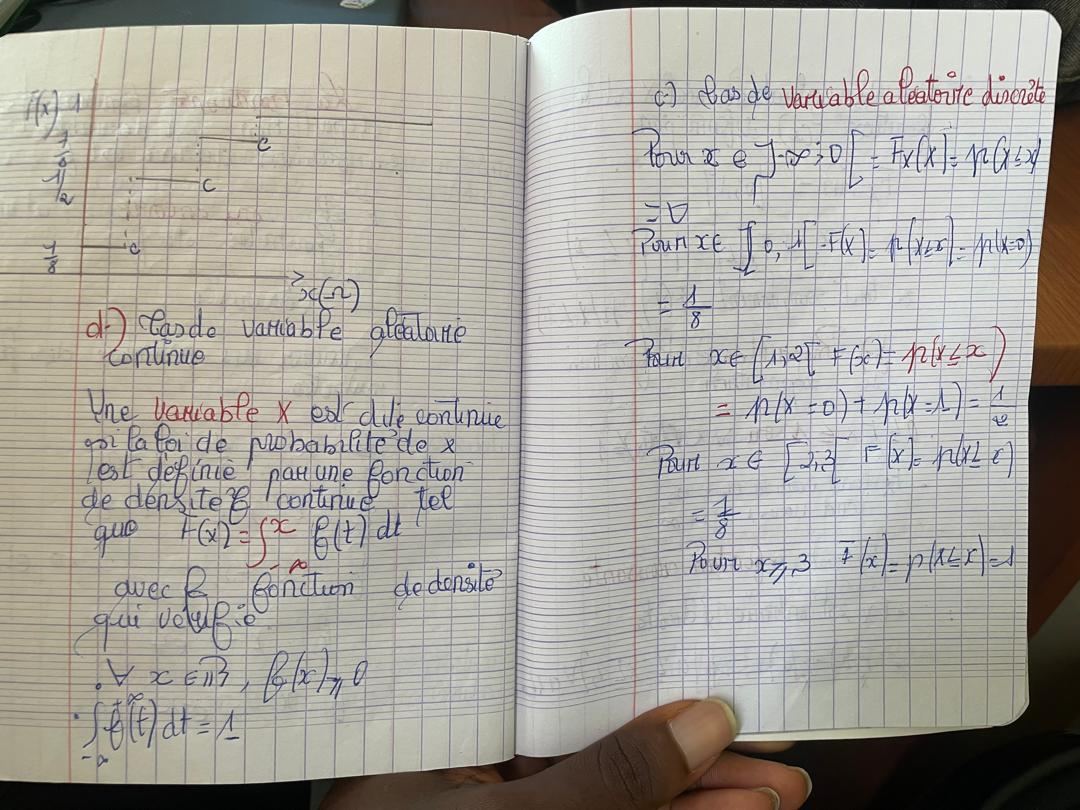 F(x) 1
7/8
1/2
1/8
c
c
c
x(Ω)
d-) Cas de variable aléatoire
continue
Une variable X est dite continue
si la loi de probabilité de x
est définie par une fonction
de densité f continue tel
que F(x) = ∫_{-∞}^{x} f(t) dt
avec f fonction de densité
qui vérifie
. ∀ x ∈ IR, f(x) ⩾ 0
. ∫_{-∞}^{+∞} f(t) dt = 1
c-) Cas de variable aléatoire discrète
Pour x ∈ ]-∞; 0[ = Fx(x) = p(x ≤ x)
= 0
Pour x ∈ [0, 1[ F(x) = p(x ≤ x) = p(x=0)
= 1/8
Pour x ∈ [1, 2[ F(x) = p(x ≤ x)
= p(x = 0) + p(x = 1) = 1/2
Pour x ∈ [2, 3[ F(x) = p(x ≤ x)
= 7/8
Pour x ⩾ 3 F(x) = p(x ≤ x) = 1